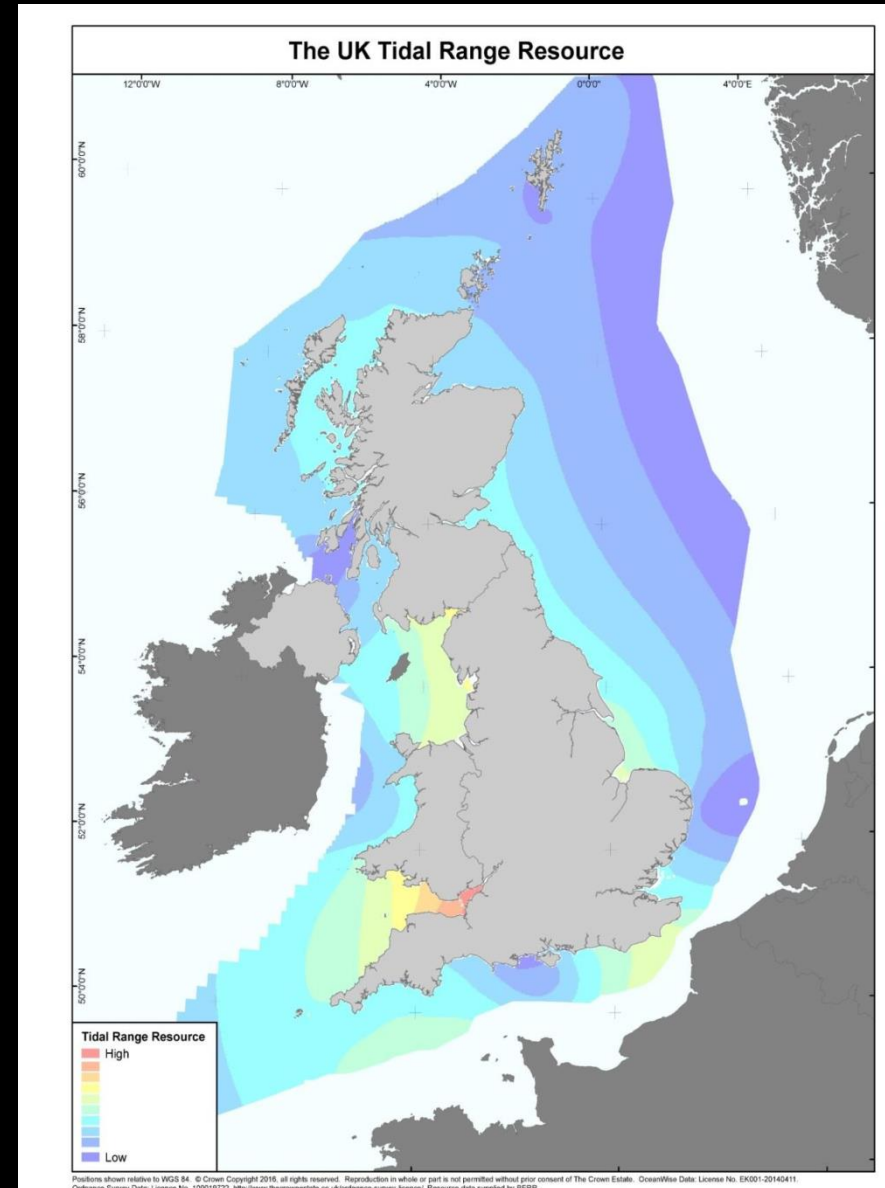 The UK Tidal Range Resource
12°0'0"W 8°0'0"W 4°0'0"W 0°0'0" 4°0'0"E
60°0'0"N
58°0'0"N
56°0'0"N
54°0'0"N
52°0'0"N
50°0'0"N
Tidal Range Resource
High
Low
Positions shown relative to WGS 84. © Crown Copyright 2016, all rights reserved. Reproduction in whole or part is not permitted without prior consent of The Crown Estate. OceanWise Data: License No. EK001-20140411.